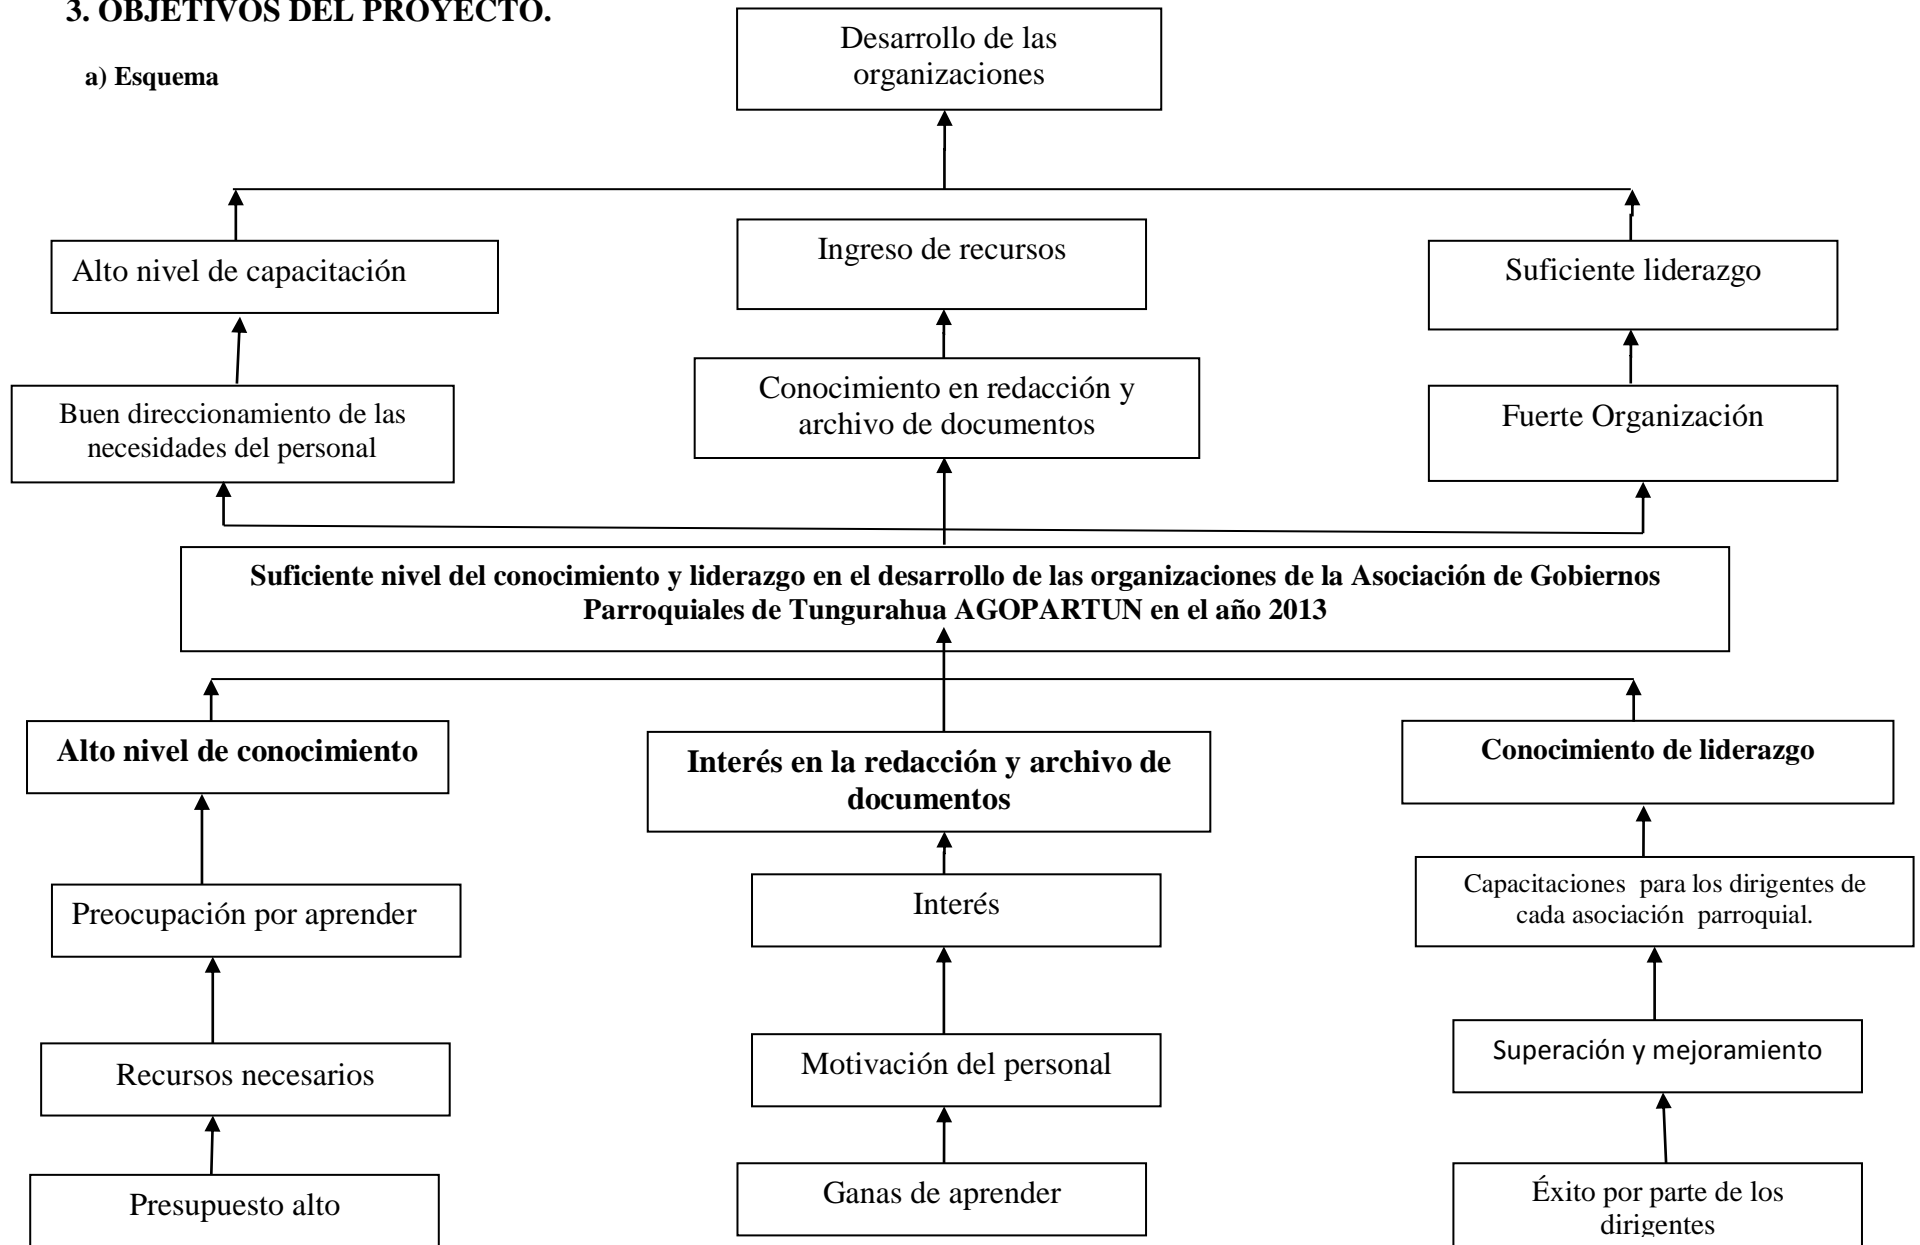 3. OBJETIVOS DEL PROYECTO.
a) Esquema
Desarrollo de las
organizaciones
Alto nivel de capacitación
Ingreso de recursos
Suficiente liderazgo
Buen direccionamiento de las
necesidades del personal
Conocimiento en redacción y
archivo de documentos
Fuerte Organización
Suficiente nivel del conocimiento y liderazgo en el desarrollo de las organizaciones de la Asociación de Gobiernos
Parroquiales de Tungurahua AGOPARTUN en el año 2013
Alto nivel de conocimiento
Interés en la redacción y archivo de
documentos
Conocimiento de liderazgo
Preocupación por aprender
Interés
Capacitaciones para los dirigentes de
cada asociación parroquial.
Recursos necesarios
Motivación del personal
Superación y mejoramiento
Presupuesto alto
Ganas de aprender
Éxito por parte de los
dirigentes